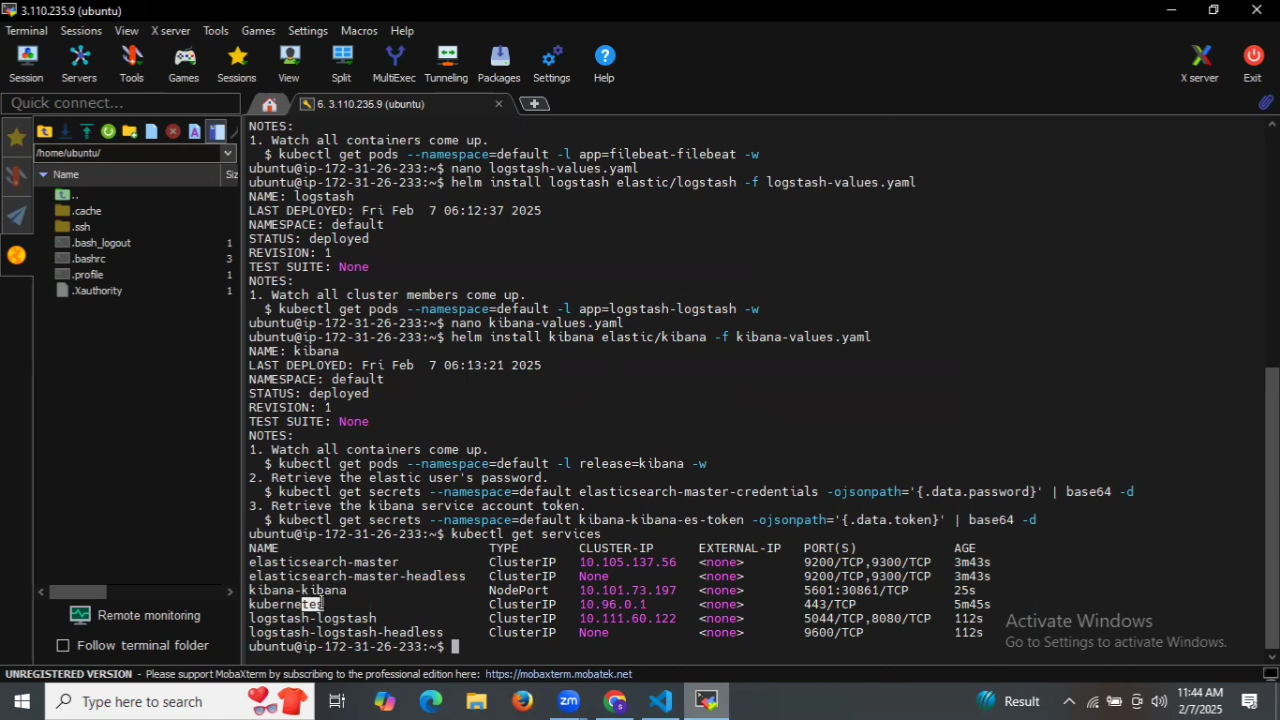 3.110.235.9 (ubuntu)
Terminal Sessions View X server Tools Games Settings Macros Help
Session Servers Tools Games Sessions View Split MultiExec Tunneling Packages Settings Help X server Exit
Quick connect...
6. 3.110.235.9 (ubuntu)
/home/ubuntu/
Name Siz
..
.cache
.ssh
.bash_logout 1
.bashrc 3
.profile 1
.Xauthority 1
Remote monitoring
Follow terminal folder
NOTES:
1. Watch all containers come up.
$ kubectl get pods --namespace=default -l app=filebeat-filebeat -w
ubuntu@ip-172-31-26-233:~$ nano logstash-values.yaml
ubuntu@ip-172-31-26-233:~$ helm install logstash elastic/logstash -f logstash-values.yaml
NAME: logstash
LAST DEPLOYED: Fri Feb  7 06:12:37 2025
NAMESPACE: default
STATUS: deployed
REVISION: 1
TEST SUITE: None
NOTES:
1. Watch all cluster members come up.
$ kubectl get pods --namespace=default -l app=logstash-logstash -w
ubuntu@ip-172-31-26-233:~$ nano kibana-values.yaml
ubuntu@ip-172-31-26-233:~$ helm install kibana elastic/kibana -f kibana-values.yaml
NAME: kibana
LAST DEPLOYED: Fri Feb  7 06:13:21 2025
NAMESPACE: default
STATUS: deployed
REVISION: 1
TEST SUITE: None
NOTES:
1. Watch all containers come up.
$ kubectl get pods --namespace=default -l release=kibana -w
2. Retrieve the elastic user's password.
$ kubectl get secrets --namespace=default elasticsearch-master-credentials -ojsonpath='{.data.password}' | base64 -d
3. Retrieve the kibana service account token.
$ kubectl get secrets --namespace=default kibana-kibana-es-token -ojsonpath='{.data.token}' | base64 -d
ubuntu@ip-172-31-26-233:~$ kubectl get services
NAME TYPE CLUSTER-IP EXTERNAL-IP PORT(S) AGE
elasticsearch-master ClusterIP 10.105.137.56 <none> 9200/TCP,9300/TCP 3m43s
elasticsearch-master-headless ClusterIP None <none> 9200/TCP,9300/TCP 3m43s
kibana-kibana NodePort 10.101.73.197 <none> 5601:30861/TCP 25s
kubernetes ClusterIP 10.96.0.1 <none> 443/TCP 5m45s
logstash-logstash ClusterIP 10.111.60.122 <none> 5044/TCP,8080/TCP 112s
logstash-logstash-headless ClusterIP None <none> 9600/TCP 112s
ubuntu@ip-172-31-26-233:~$
Activate Windows
Go to Settings to activate Windows.
UNREGISTERED VERSION - Please support MobaXterm by subscribing to the professional edition here: https://mobaxterm.mobatek.net
Type here to search
zm
Result
11:44 AM
2/7/2025